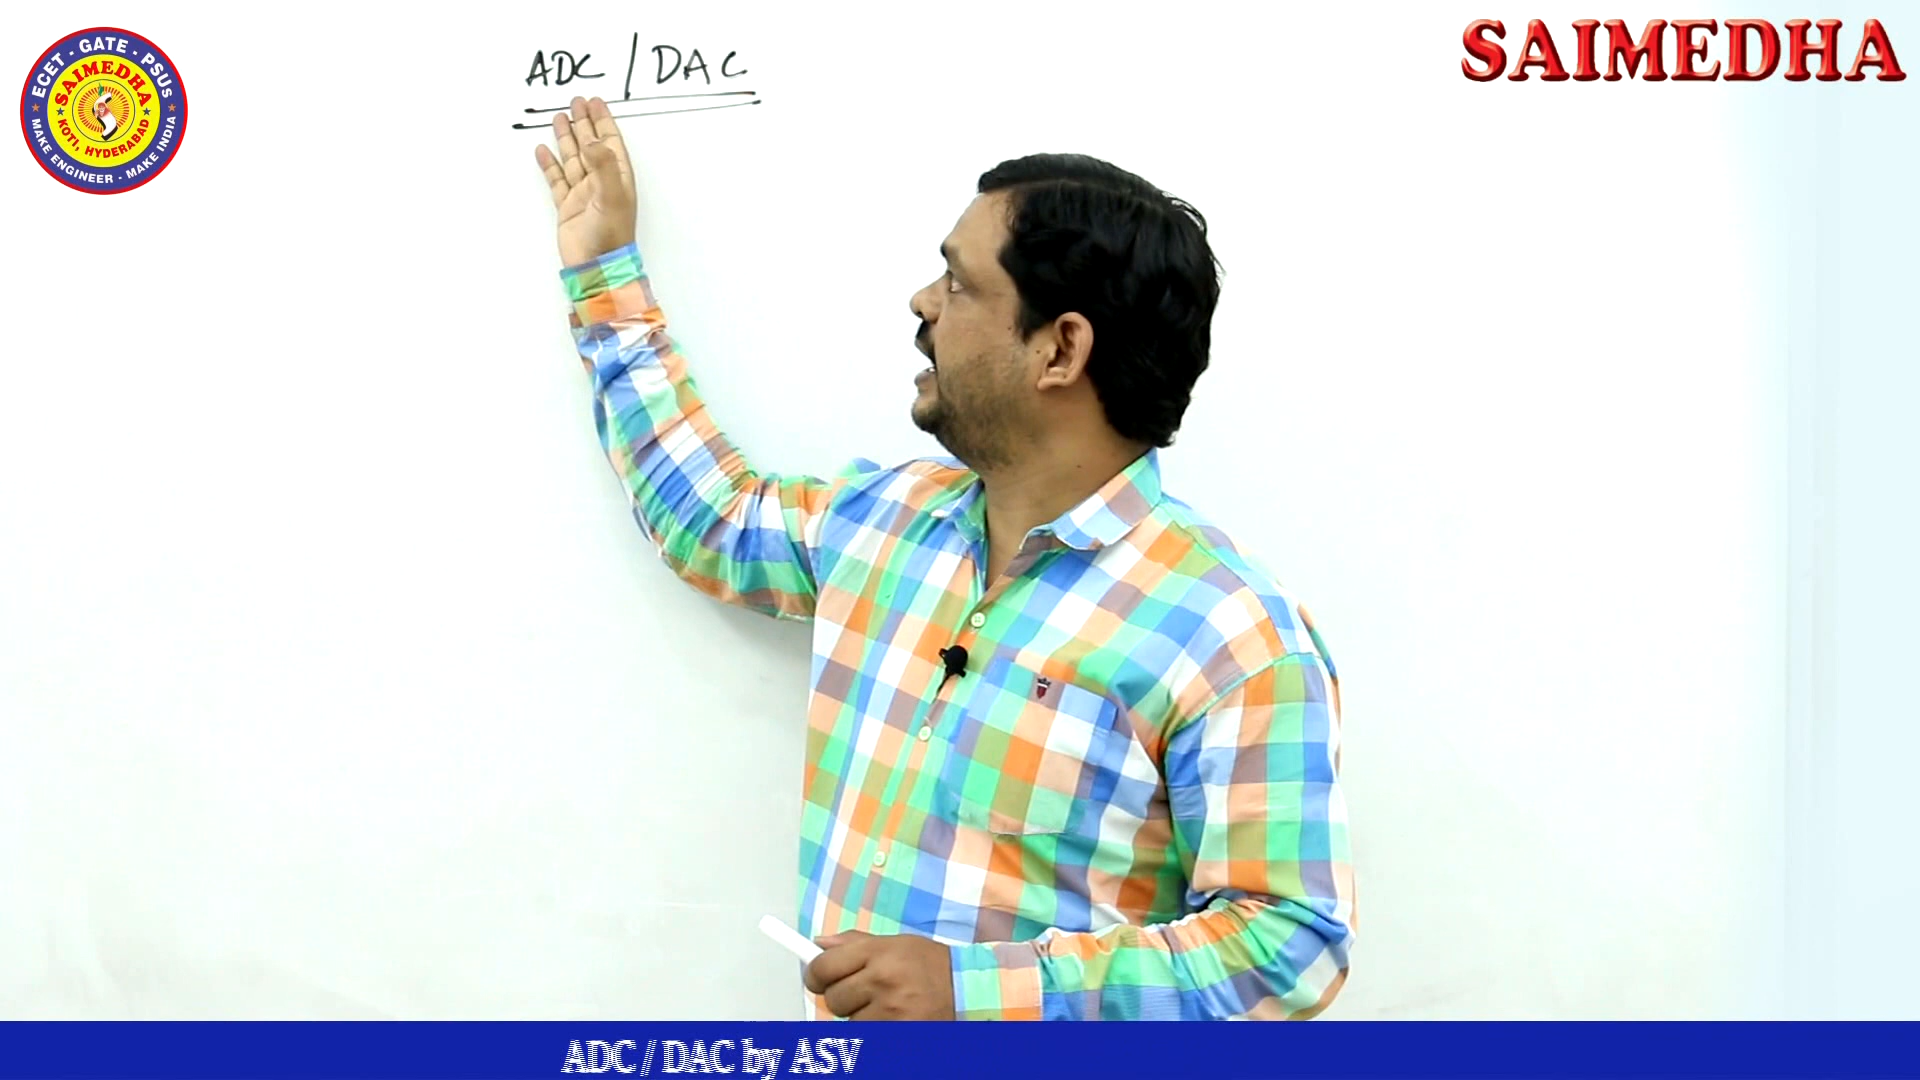 ECET - GATE - PSUs
SAIMEDHA
KOTI, HYDERABAD
MAKE ENGINEER - MAKE INDIA
ADC / DAC
SAIMEDHA
ADC / DAC by ASV